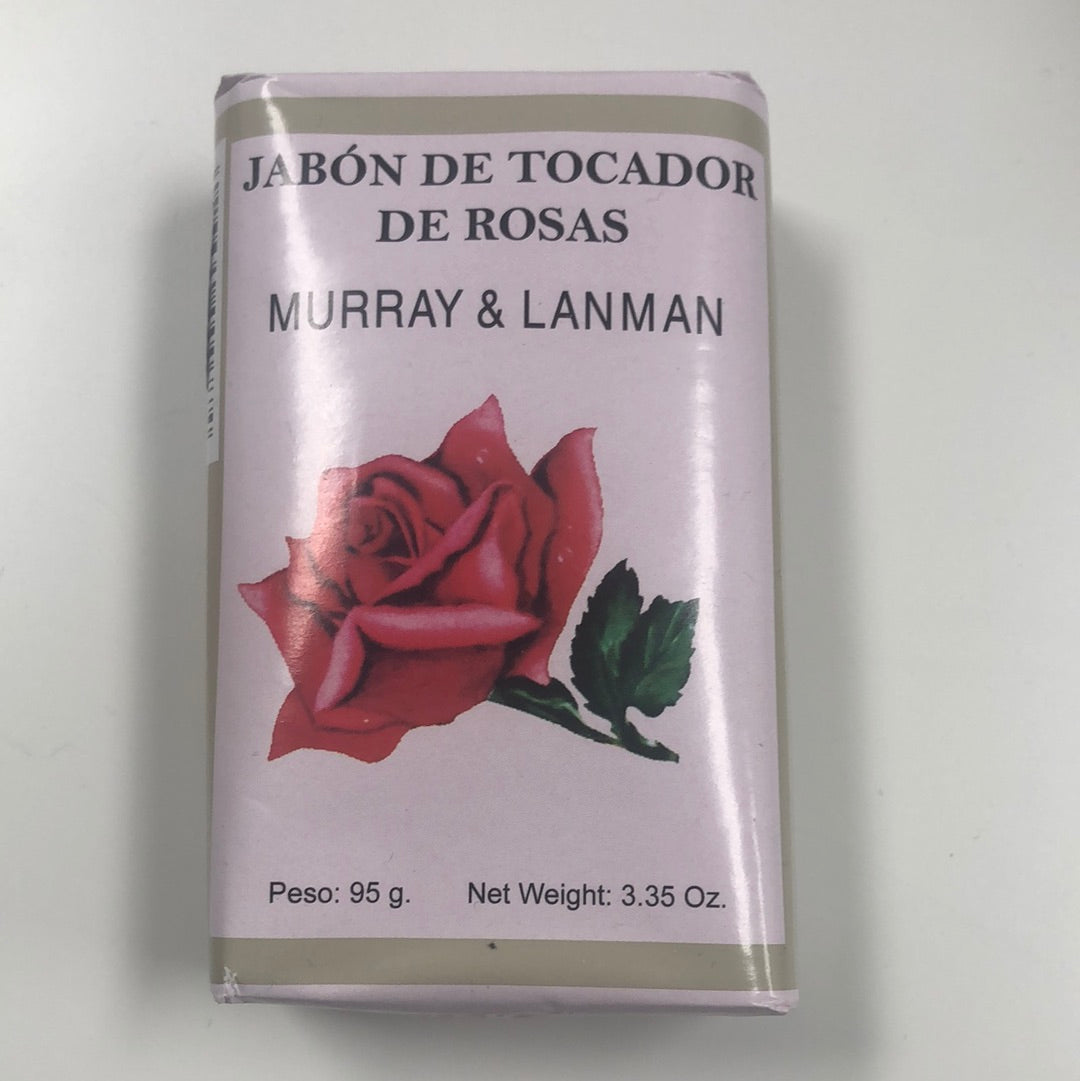 JABÓN DE TOCADOR
DE ROSAS
MURRAY & LANMAN
Peso: 95 g.
Net Weight: 3.35 Oz.